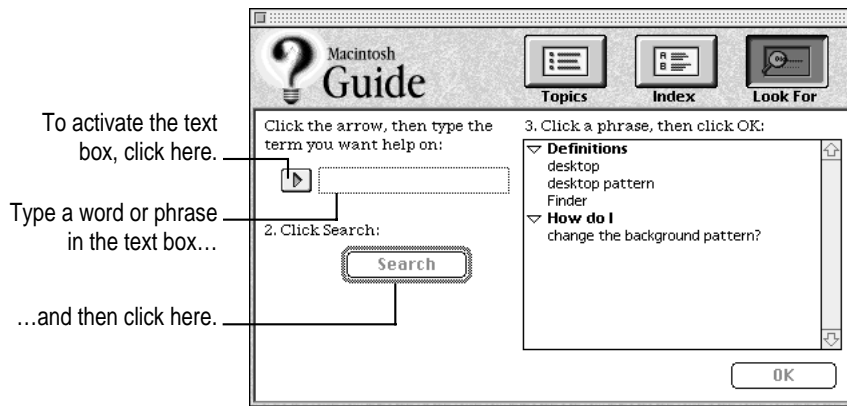 Macintosh
Guide
Topics
Index
Look For
To activate the text
box, click here.
Type a word or phrase
in the text box…
…and then click here.
Click the arrow, then type the
term you want help on:
2. Click Search:
Search
3. Click a phrase, then click OK:
Definitions
desktop
desktop pattern
Finder
How do I
change the background pattern?
OK